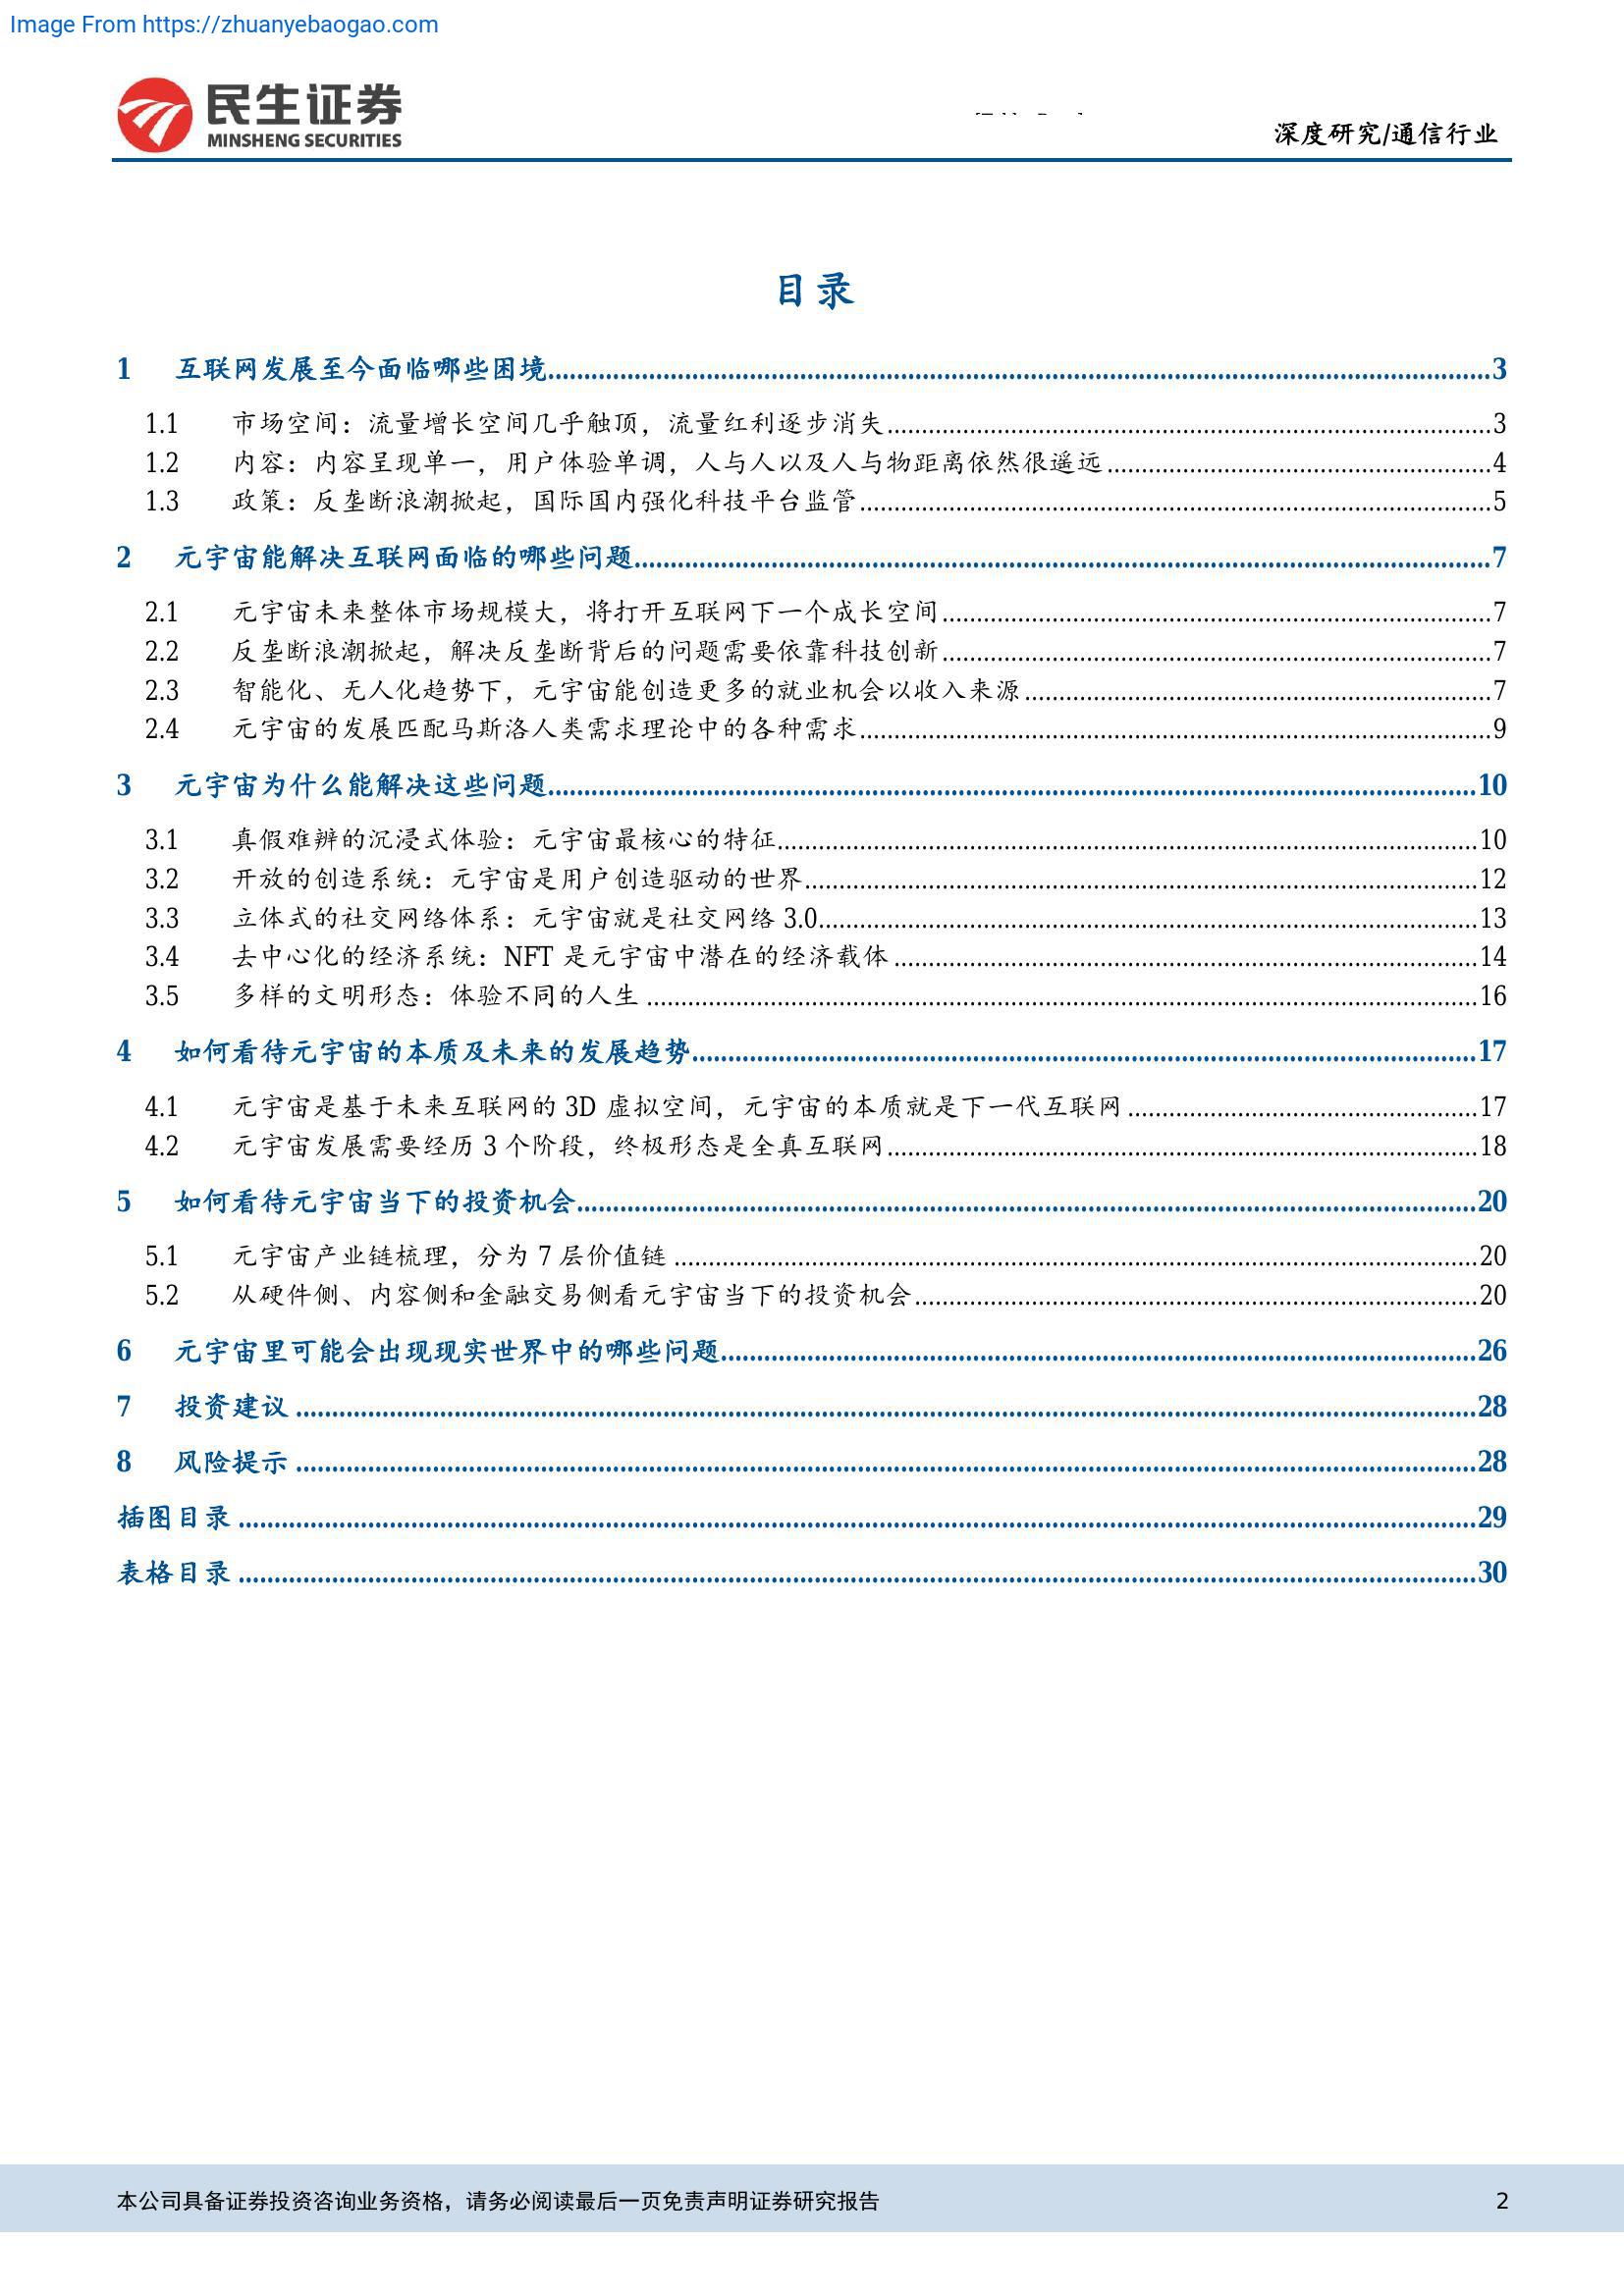 Image From https://zhuanyebaogao.com
民生证券
MINSHENG SECURITIES
深度研究/通信行业
目录
1 互联网发展至今面临哪些困境 3
1.1 市场空间：流量增长空间几乎触顶，流量红利逐步消失 3
1.2 内容：内容呈现单一，用户体验单调，人与人以及人与物距离依然很遥远 4
1.3 政策：反垄断浪潮掀起，国际国内强化科技平台监管 5
2 元宇宙能解决互联网面临的哪些问题 7
2.1 元宇宙未来整体市场规模大，将打开互联网下一个成长空间 7
2.2 反垄断浪潮掀起，解决反垄断背后的问题需要依靠科技创新 7
2.3 智能化、无人化趋势下，元宇宙能创造更多的就业机会以收入来源 7
2.4 元宇宙的发展匹配马斯洛人类需求理论中的各种需求 9
3 元宇宙为什么能解决这些问题 10
3.1 真假难辨的沉浸式体验：元宇宙最核心的特征 10
3.2 开放的创造系统：元宇宙是用户创造驱动的世界 12
3.3 立体式的社交网络体系：元宇宙就是社交网络 3.0 13
3.4 去中心化的经济系统：NFT 是元宇宙中潜在的经济载体 14
3.5 多样的文明形态：体验不同的人生 16
4 如何看待元宇宙的本质及未来的发展趋势 17
4.1 元宇宙是基于未来互联网的 3D 虚拟空间，元宇宙的本质就是下一代互联网 17
4.2 元宇宙发展需要经历 3 个阶段，终极形态是全真互联网 18
5 如何看待元宇宙当下的投资机会 20
5.1 元宇宙产业链梳理，分为 7 层价值链 20
5.2 从硬件侧、内容侧和金融交易侧看元宇宙当下的投资机会 20
6 元宇宙里可能会出现现实世界中的哪些问题 26
7 投资建议 28
8 风险提示 28
插图目录 29
表格目录 30
本公司具备证券投资咨询业务资格，请务必阅读最后一页免责声明证券研究报告 2